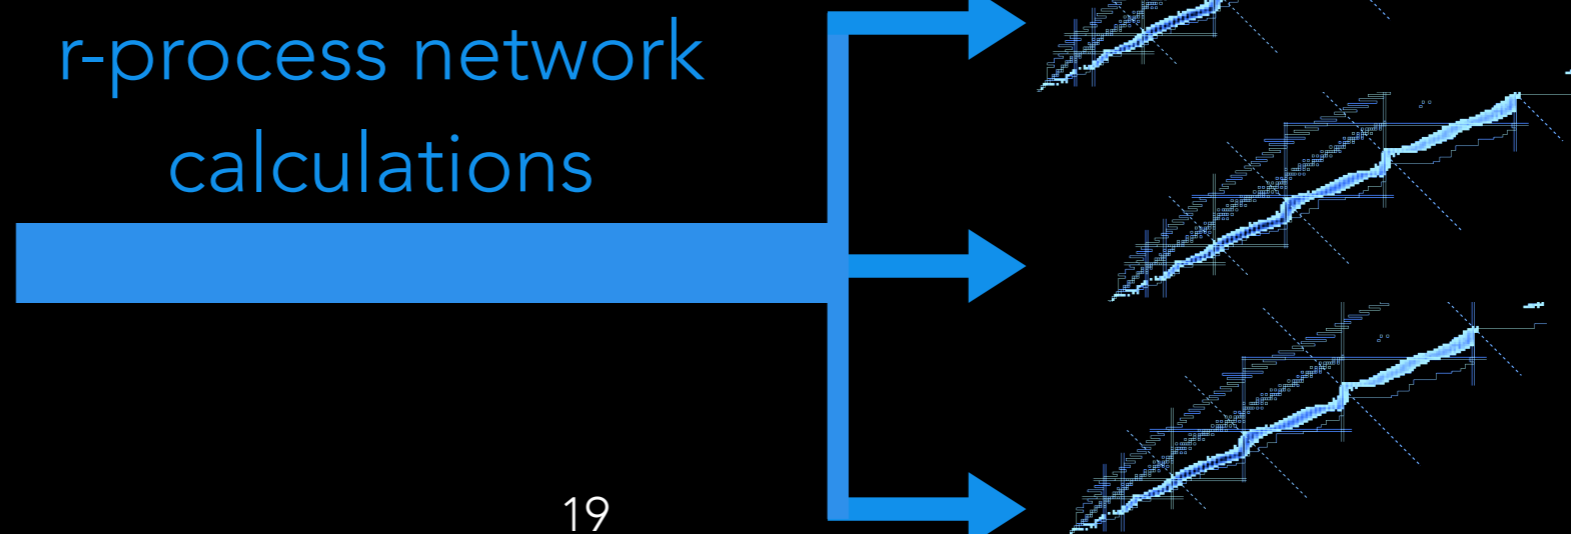 r-process network
calculations
19